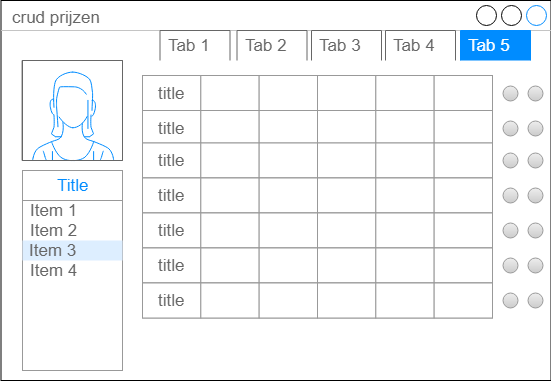 crud prijzen
Tab 1 Tab 2 Tab 3 Tab 4 Tab 5
Title
Item 1
Item 2
Item 3
Item 4
title
title
title
title
title
title
title